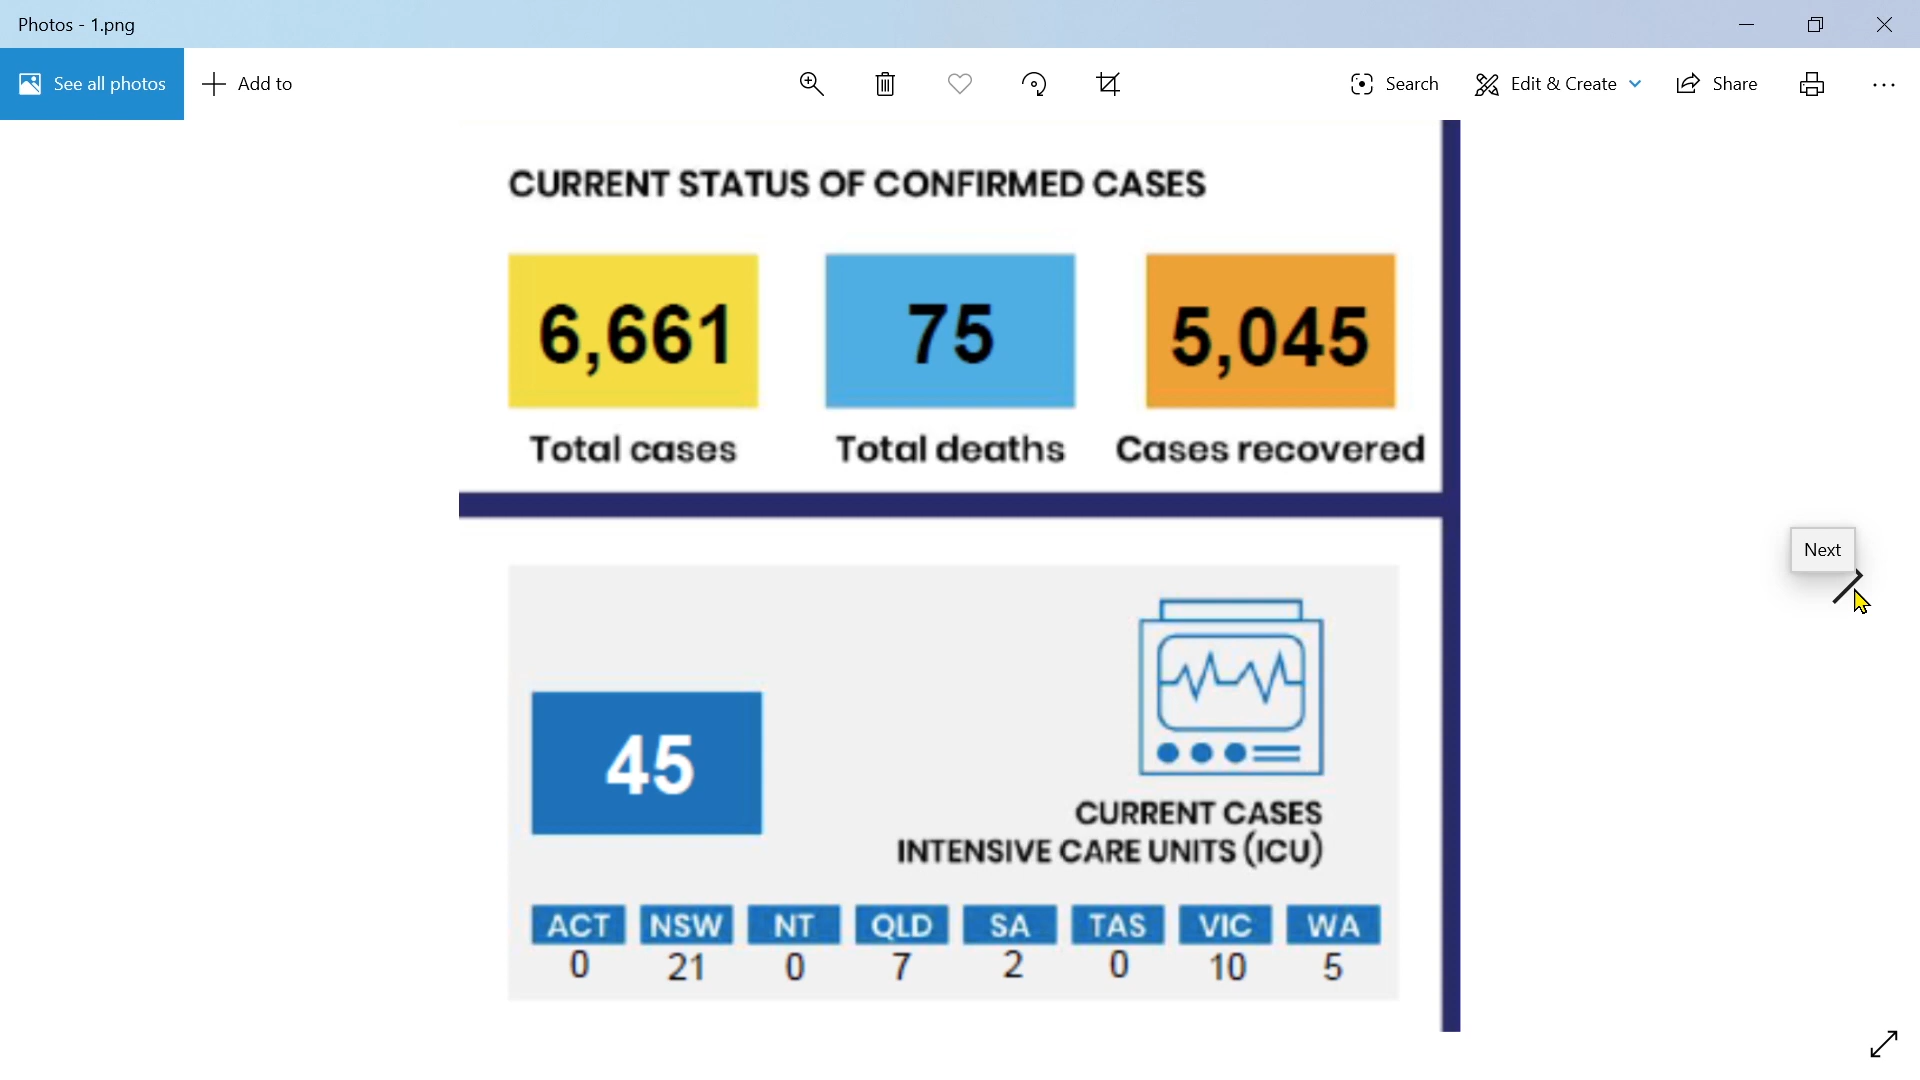 Photos - 1.png
See all photos
Add to
Search
Edit & Create
Share
CURRENT STATUS OF CONFIRMED CASES
6,661 75 5,045
Total cases Total deaths Cases recovered
Next
45
CURRENT CASES
INTENSIVE CARE UNITS (ICU)
ACT NSW NT QLD SA TAS VIC WA
0 21 0 7 2 0 10 5